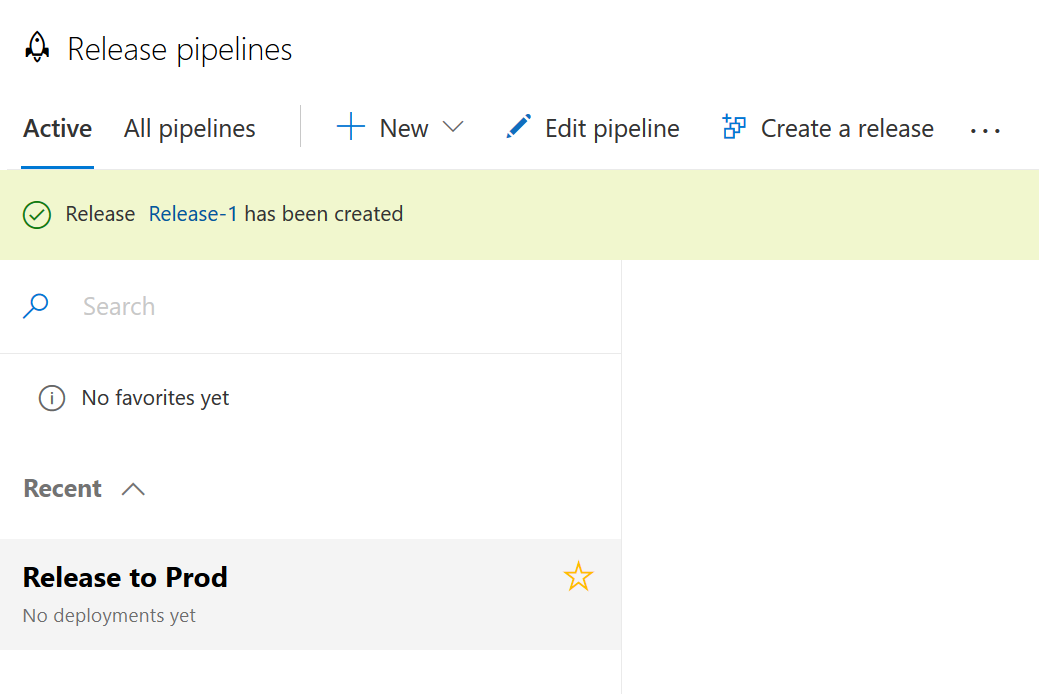 Release pipelines
Active All pipelines New Edit pipeline Create a release ...
Release Release-1 has been created
Search
No favorites yet
Recent
Release to Prod
No deployments yet